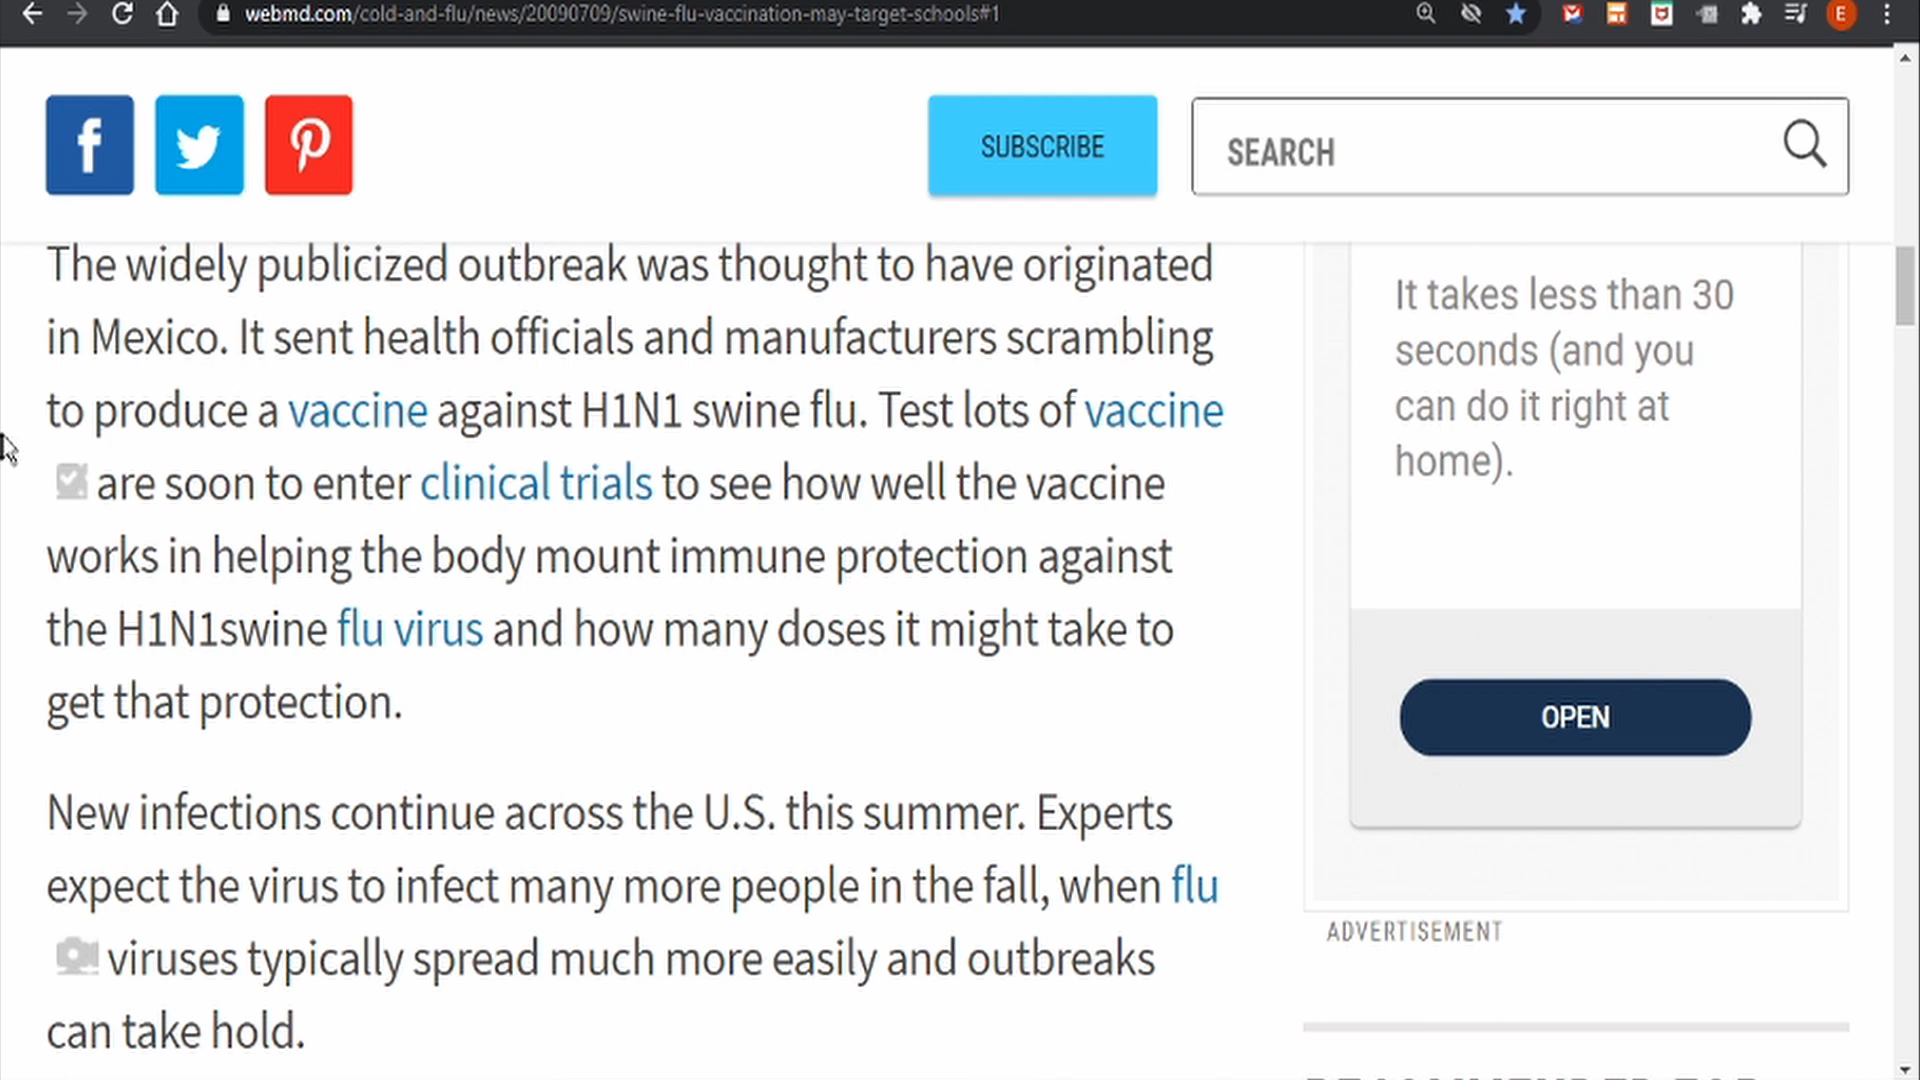 webmd.com/cold-and-flu/news/20090709/swine-flu-vaccination-may-target-schools#1
E
SUBSCRIBE
SEARCH
The widely publicized outbreak was thought to have originated
in Mexico. It sent health officials and manufacturers scrambling
to produce a vaccine against H1N1 swine flu. Test lots of vaccine
are soon to enter clinical trials to see how well the vaccine
works in helping the body mount immune protection against
the H1N1swine flu virus and how many doses it might take to
get that protection.
New infections continue across the U.S. this summer. Experts
expect the virus to infect many more people in the fall, when flu
viruses typically spread much more easily and outbreaks
can take hold.
It takes less than 30
seconds (and you
can do it right at
home).
OPEN
ADVERTISEMENT